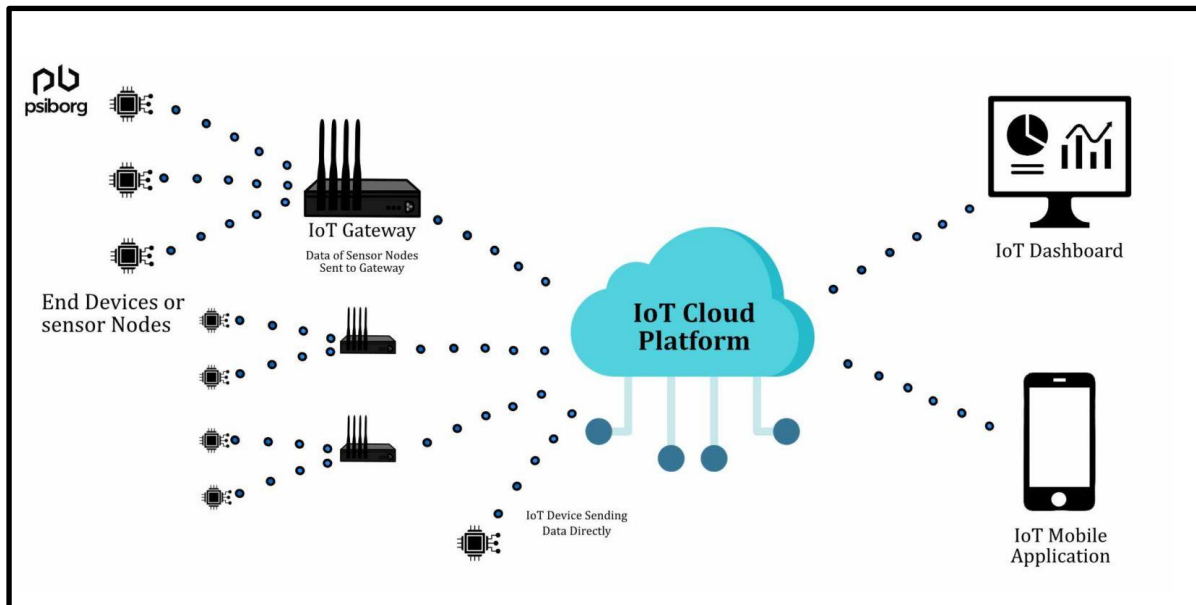 pb
psiborg
IoT Gateway
Data of Sensor Nodes
Sent to Gateway
End Devices or
sensor Nodes
IoT Cloud
Platform
IoT Device Sending
Data Directly
IoT Dashboard
IoT Mobile
Application